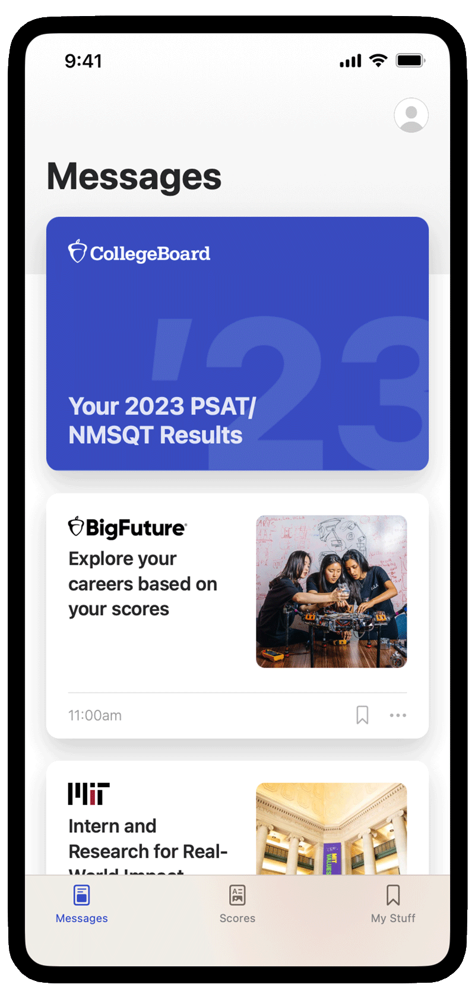 9:41
Messages
CollegeBoard
'23
Your 2023 PSAT/
NMSQT Results
BigFuture
Explore your
careers based on
your scores
11:00am
MIT
Intern and
Research for Real-
World Impact
MIT
VALUES
Messages
Scores
My Stuff